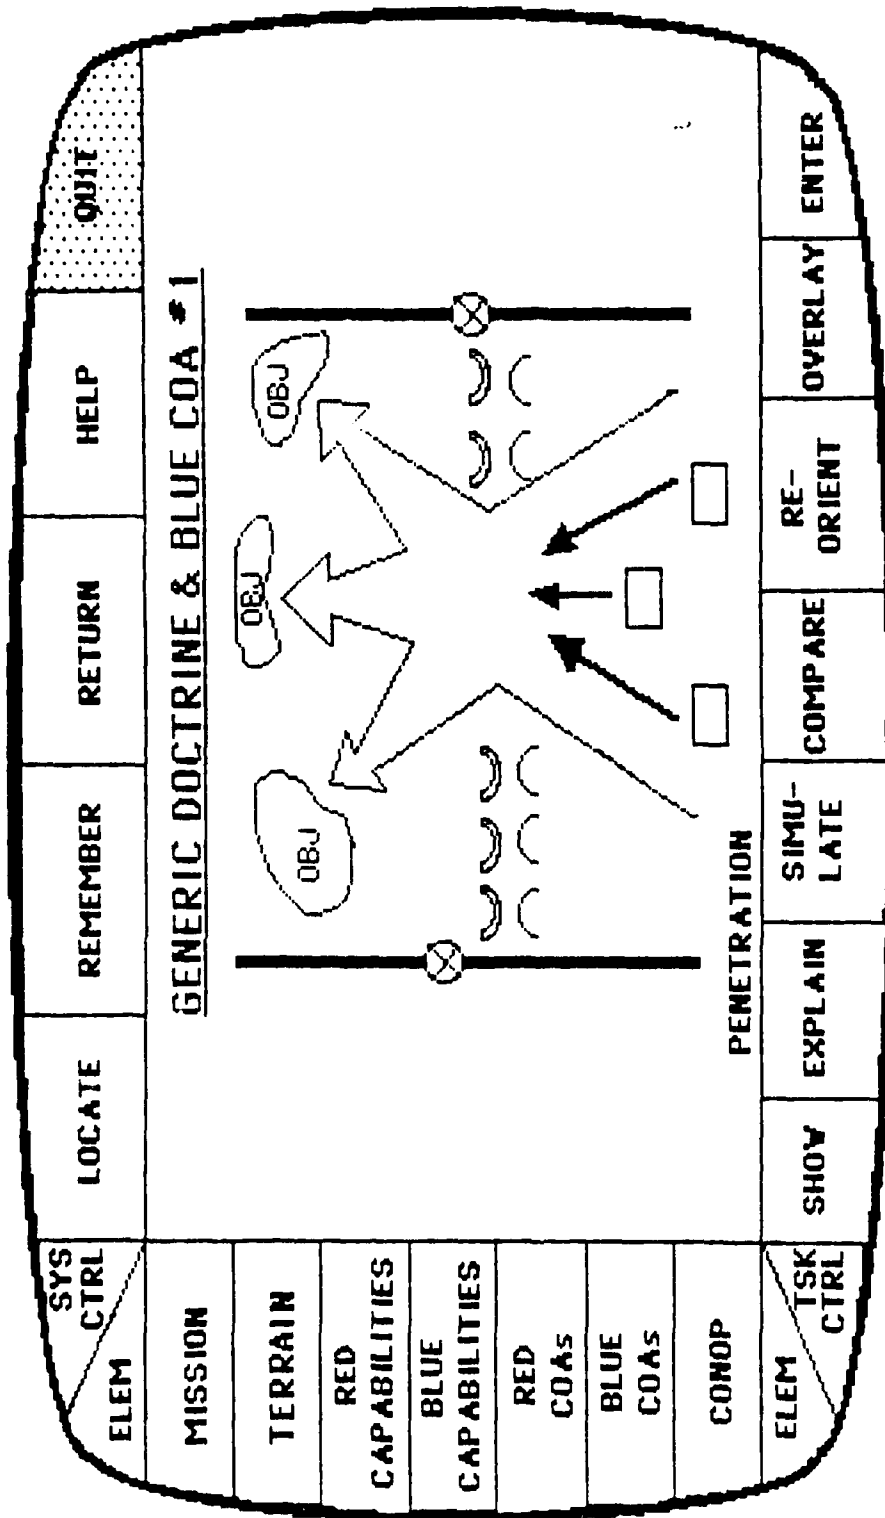 SYS
CTRL
ELEM
LOCATE
REMEMBER
RETURN
HELP
QUIT
MISSION
TERRAIN
RED
CAPABILITIES
BLUE
CAPABILITIES
RED
COAs
BLUE
COAs
CONOP
GENERIC DOCTRINE & BLUE COA #1
OBJ
OBJ
OBJ
PENETRATION
ELEM
TSK
CTRL
SHOW
EXPLAIN
SIMU-
LATE
COMPARE
RE-
ORIENT
OVERLAY
ENTER